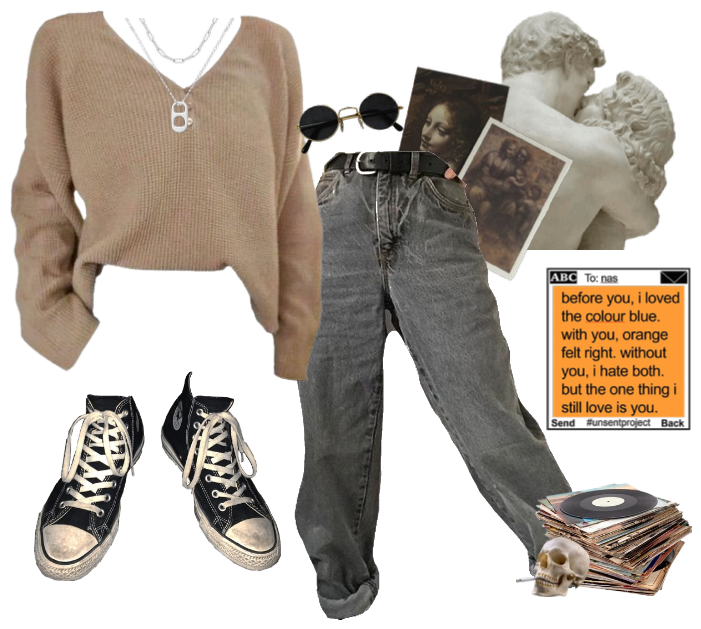 ABC To: nas
before you, i loved
the colour blue.
with you, orange
felt right. without
you, i hate both.
but the one thing i
still love is you.
Send #unsentproject Back